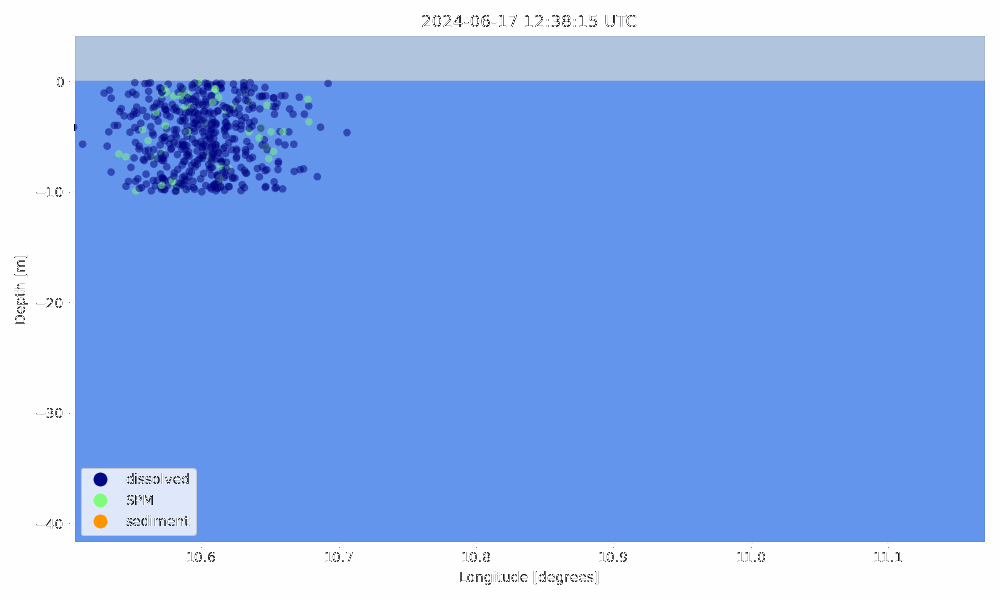 2024-06-17 12:38:15 UTC
0
−10
−20
−30
−40
Depth [m]
dissolved
SPM
sediment
10.6
10.7
10.8
10.9
11.0
11.1
Longitude [degrees]